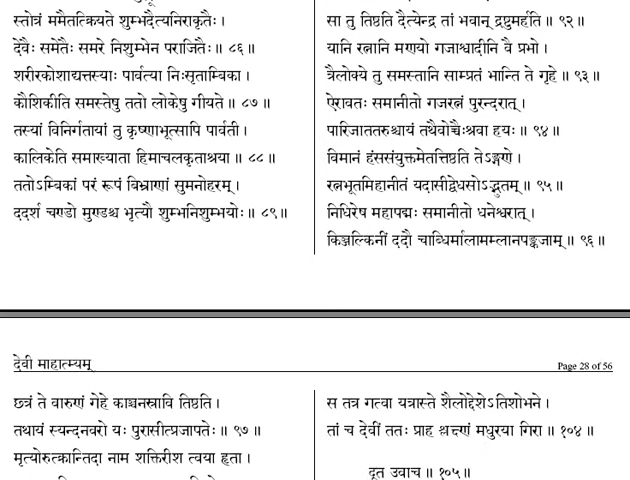 स्तोत्रं ममैतत्क्रियते शुम्भदैत्यनिराकृतैः ।
देवैः समेतैः समरे निशुम्भेन पराजितैः ॥ ८६ ॥
शरीरकोशाद्यत्तस्याः पार्वत्या निःसृताम्बिका ।
कौशिकीति समस्तेषु ततो लोकेषु गीयते ॥ ८७ ॥
तस्यां विनिर्गतायां तु कृष्णाभूत्सापि पार्वती ।
कालिकेति समाख्याता हिमाचलकृताश्रया ॥ ८८ ॥
ततोऽम्बिकां परं रूपं बिभ्राणां सुमनोहरम् ।
ददर्श चण्डो मुण्डश्च भृत्यौ शुम्भनिशुम्भयोः ॥ ८९ ॥
सा तु तिष्ठति दैत्येन्द्र तां भवान् द्रष्टुमर्हति ॥ ९२ ॥
यानि रत्नानि मणयो गजाश्वादीनि वै प्रभो ।
त्रैलोक्ये तु समस्तानि साम्प्रतं भान्ति ते गृहे ॥ ९३ ॥
ऐरावतः समानीतो गजरत्नं पुरन्दरात् ।
पारिजाततरुश्चायं तथैवोच्चैःश्रवा हयः ॥ ९४ ॥
विमानं हंससंयुक्तमेतत्तिष्ठति तेऽङ्गणे ।
रत्नभूतमिहानीतं यदासीद्वेधसोऽद्भुतम् ॥ ९५ ॥
निधिरेष महापद्मः समानीतो धनेश्वरात् ।
किञ्जल्किनीं ददौ चाब्धिर्मालामम्लानपङ्कजाम् ॥ ९६ ॥
देवी माहात्म्यम्
Page 28 of 56
छत्रं ते वारुणं गेहे काञ्चनस्रावि तिष्ठति ।
तथायं स्यन्दनवरो यः पुरासीत्प्रजापतेः ॥ ९७ ॥
मृत्योरुत्क्रान्तिदा नाम शक्तिरीश त्वया हृता ।
स तत्र गत्वा यत्रास्ते शैलोद्देशेऽतिशोभने ।
तां च देवीं ततः प्राह श्लक्ष्णं मधुरया गिरा ॥ १०४ ॥
दूत उवाच ॥ १०५ ॥